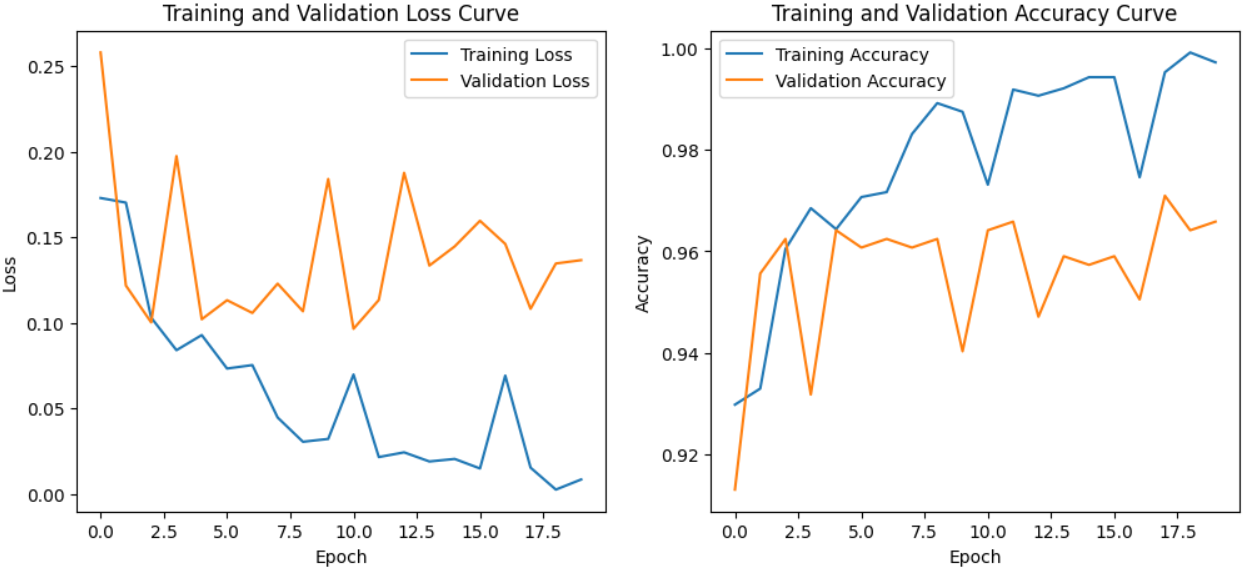 Training and Validation Loss Curve
Training Loss
Validation Loss
0.25
0.20
0.15
0.10
0.05
0.00
Loss
0.0 2.5 5.0 7.5 10.0 12.5 15.0 17.5
Epoch
Training and Validation Accuracy Curve
Training Accuracy
Validation Accuracy
1.00
0.98
0.96
0.94
0.92
Accuracy
0.0 2.5 5.0 7.5 10.0 12.5 15.0 17.5
Epoch